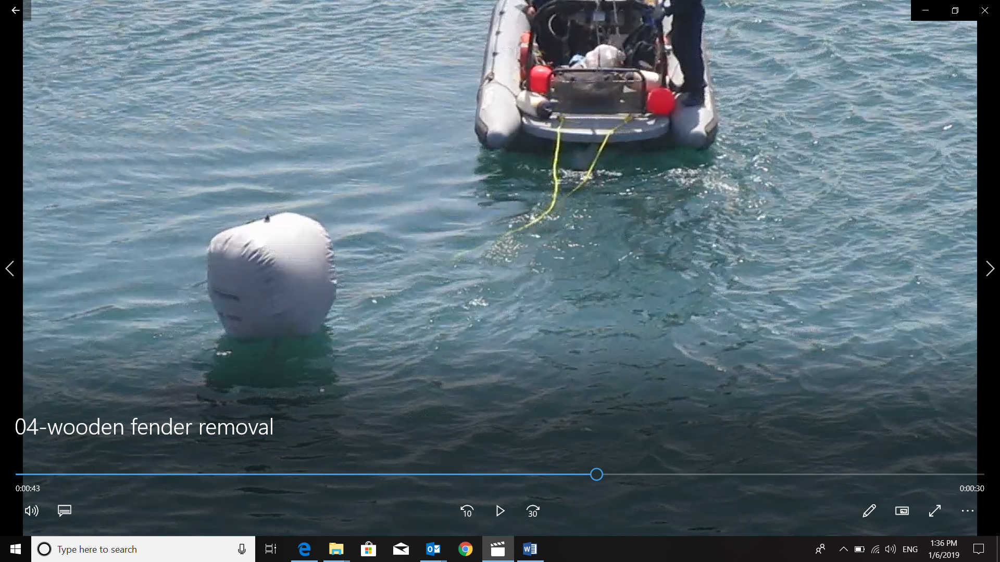 04-wooden fender removal
0:00:43
0:00:30
10
30
Type here to search
ENG
1:36 PM
1/6/2019